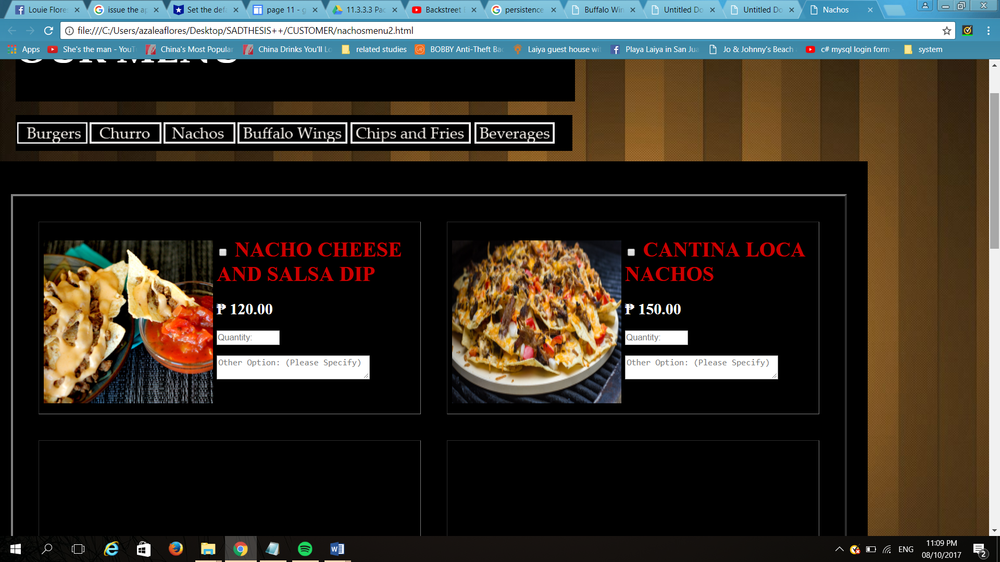 Louie Flore
issue the ap
Set the defa
page 11 - g
11.3.3.3 Pac
Backstreet
persistence
Buffalo Win
Untitled Do
Untitled Do
Nachos
file:///C:/Users/azaleaflores/Desktop/SADTHESIS++/CUSTOMER/nachosmenu2.html
Apps
She's the man - YouT
China's Most Popular
China Drinks You'll Lo
related studies
BOBBY Anti-Theft Ba
Laiya guest house wit
Playa Laiya in San Jua
Jo & Johnny's Beach
c# mysql login form -
system
OUR MENU
Burgers
Churro
Nachos
Buffalo Wings
Chips and Fries
Beverages
NACHO CHEESE
AND SALSA DIP
₱ 120.00
Quantity:
Other Option: (Please Specify)
CANTINA LOCA
NACHOS
₱ 150.00
Quantity:
Other Option: (Please Specify)
ENG
11:09 PM
08/10/2017
2